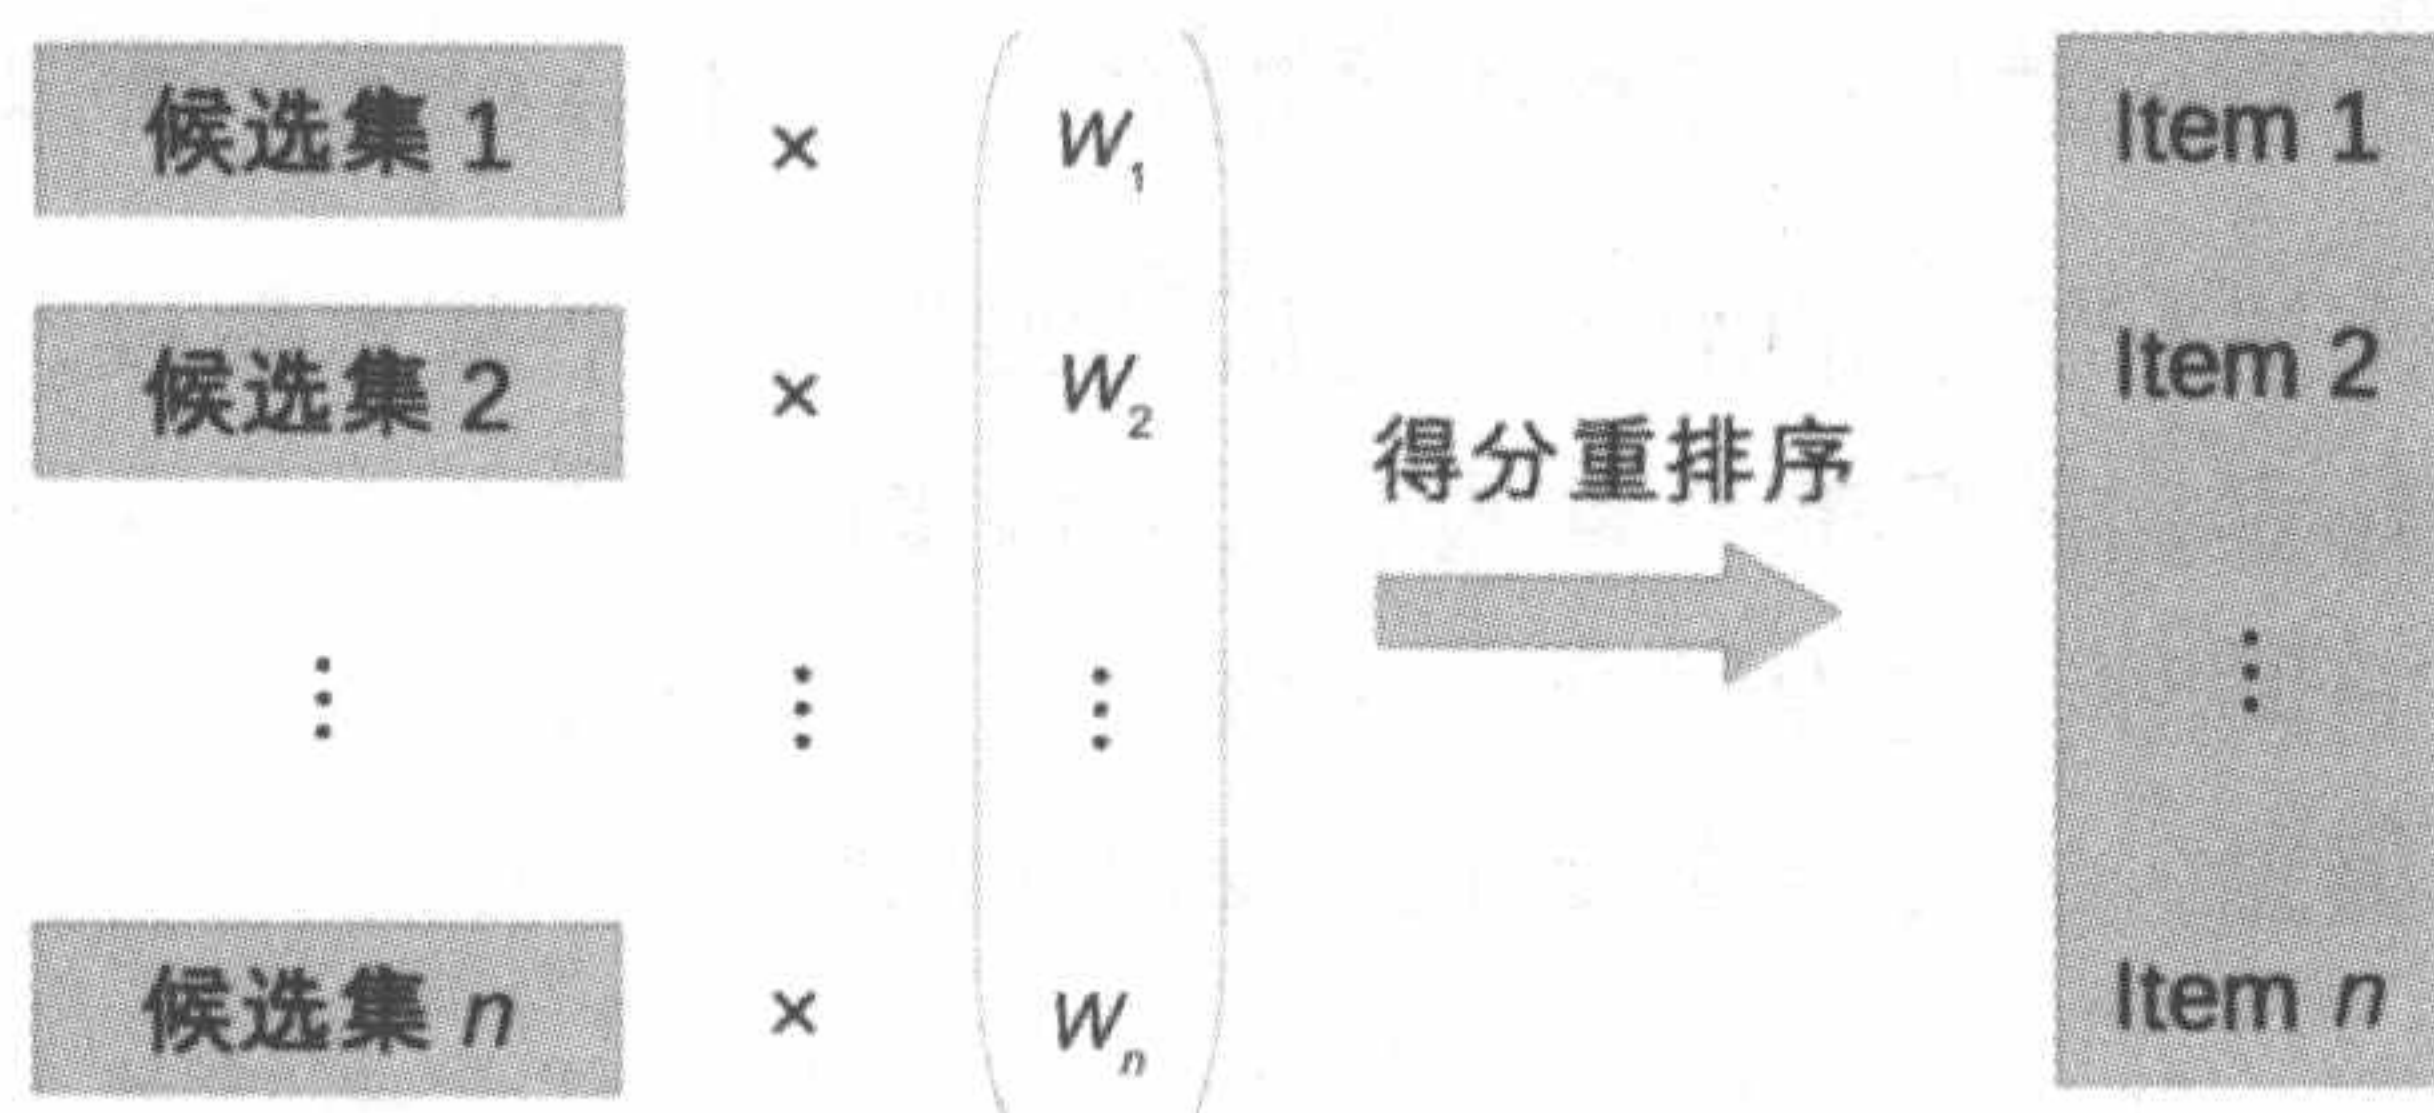 候选集 1 × W₁ Item 1
候选集 2 × W₂ Item 2
得分重排序
⋮ ⋮ ⋮ ⋮
候选集 n × Wₙ Item n